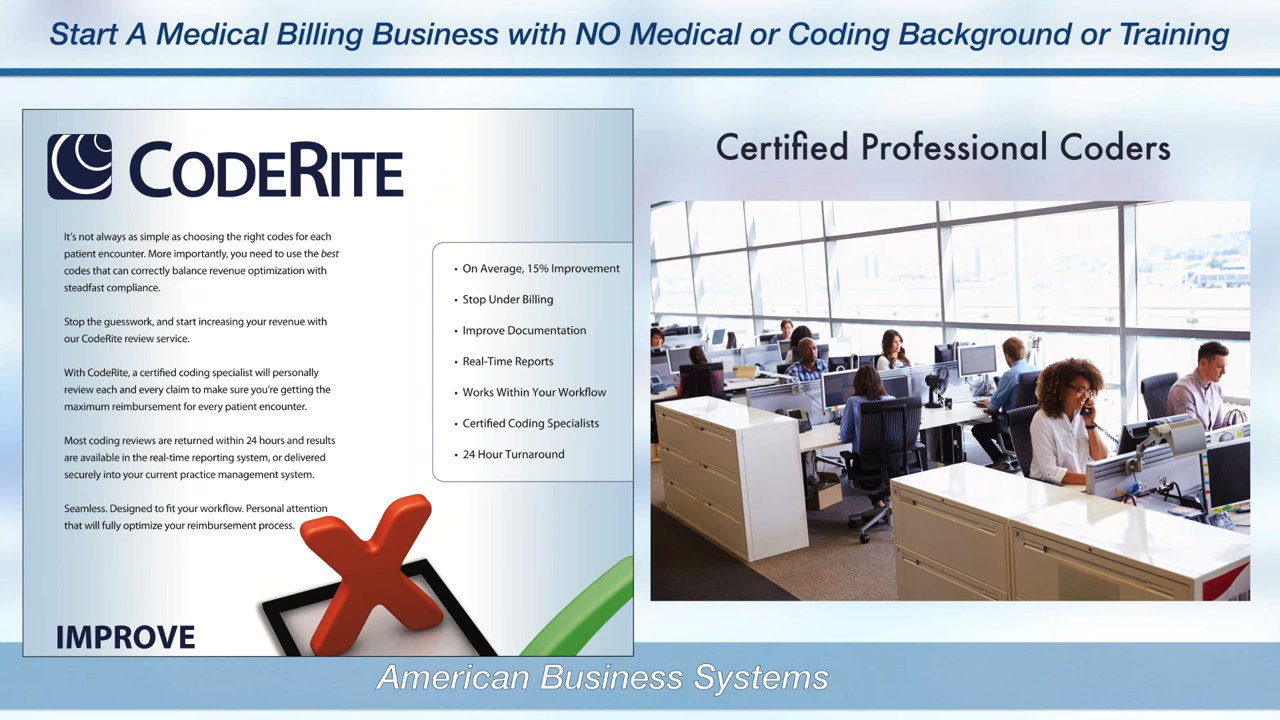 Start A Medical Billing Business with NO Medical or Coding Background or Training
CODERITE
It's not always as simple as choosing the right codes for each
patient encounter. More importantly, you need to use the best
codes that can correctly balance revenue optimization with
steadfast compliance.
Stop the guesswork, and start increasing your revenue with
our CodeRite review service.
With CodeRite, a certified coding specialist will personally
review each and every claim to make sure you're getting the
maximum reimbursement for every patient encounter.
Most coding reviews are returned within 24 hours and results
are available in the real-time reporting system, or delivered
securely into your current practice management system.
Seamless. Designed to fit your workflow. Personal attention
that will fully optimize your reimbursement process.
• On Average, 15% Improvement
• Stop Under Billing
• Improve Documentation
• Real-Time Reports
• Works Within Your Workflow
• Certified Coding Specialists
• 24 Hour Turnaround
IMPROVE
Certified Professional Coders
American Business Systems